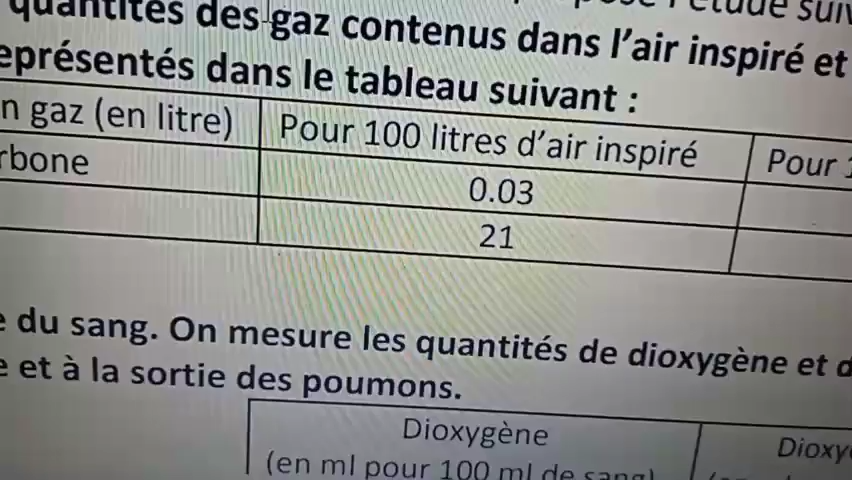 quantités des gaz contenus dans l'air inspiré et
eprésentés dans le tableau suivant :
n gaz (en litre) Pour 100 litres d'air inspiré Pour 1
rbone 0.03
21
e du sang. On mesure les quantités de dioxygène et d
e et à la sortie des poumons.
Dioxygène Dioxy
(en ml pour 100 ml de sang)